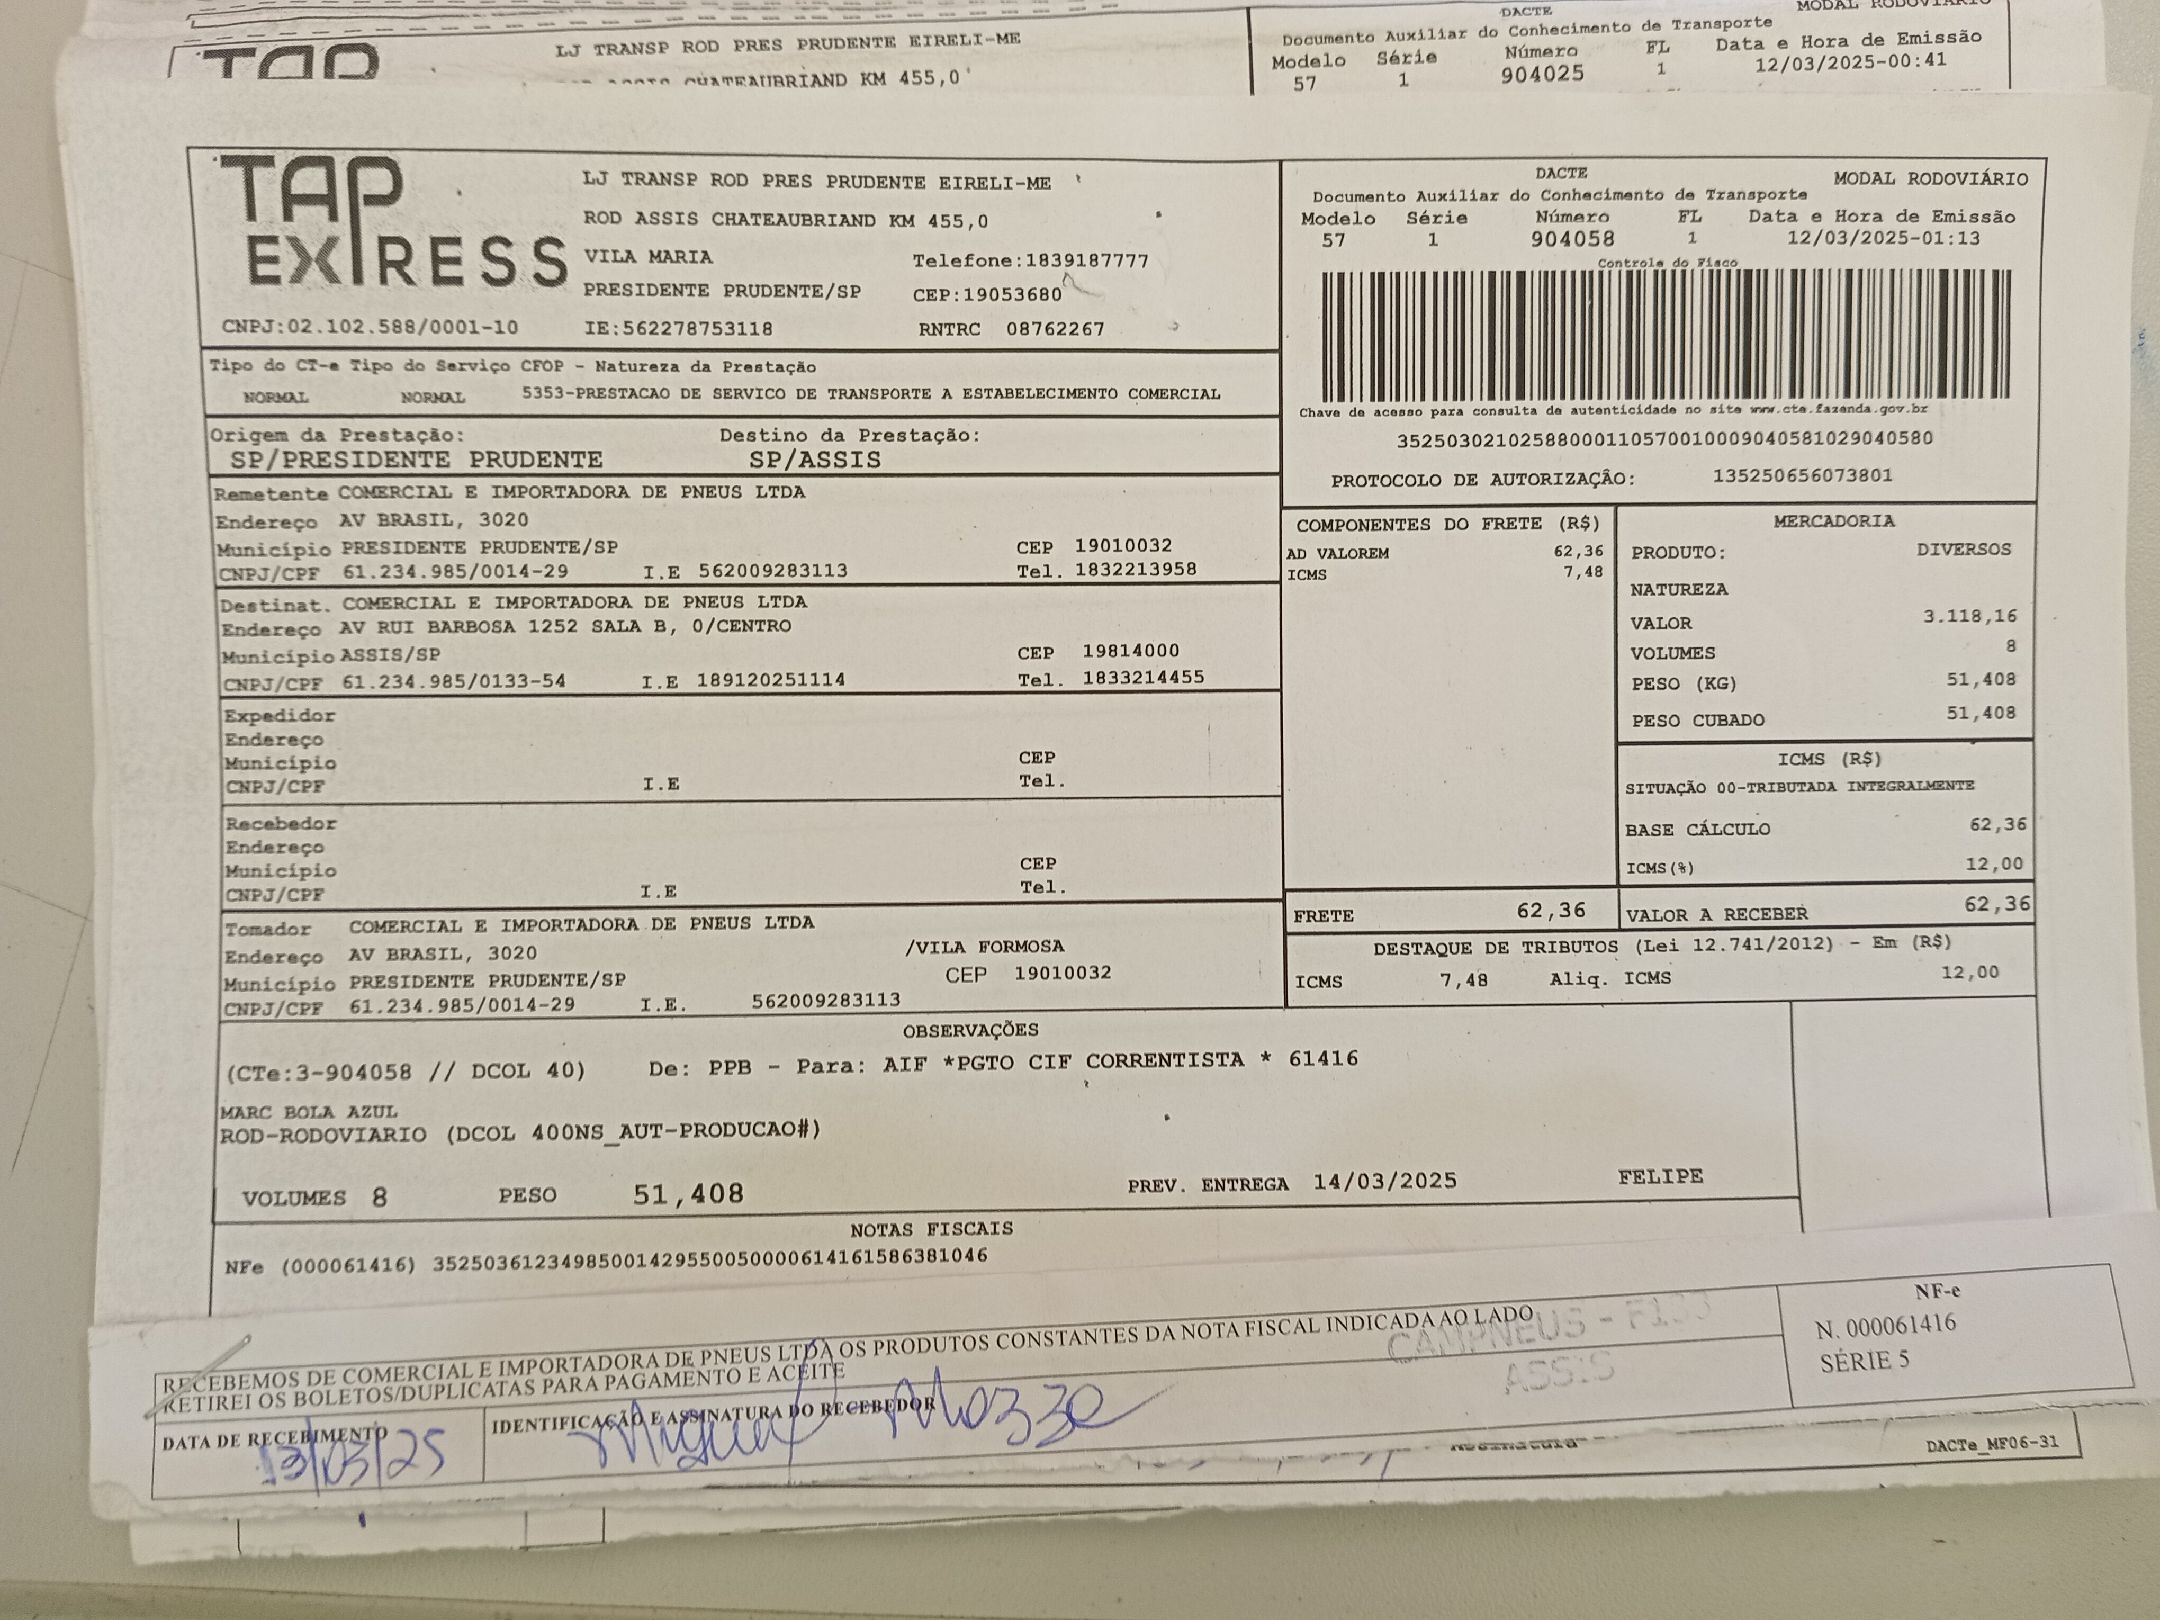 LJ TRANSP ROD PRES PRUDENTE EIRELI-ME
CHATEAUBRIAND KM 455,0
DACTE
MODAL RODOVIÁRIO
Documento Auxiliar do Conhecimento de Transporte
Modelo Série Número FL Data e Hora de Emissão
57 1 904025 1 12/03/2025-00:41
TAP EXPRESS
LJ TRANSP ROD PRES PRUDENTE EIRELI-ME
ROD ASSIS CHATEAUBRIAND KM 455,0
VILA MARIA Telefone:1839187777
PRESIDENTE PRUDENTE/SP CEP:19053680
CNPJ:02.102.588/0001-10 IE:562278753118 RNTRC 08762267
DACTE
MODAL RODOVIÁRIO
Documento Auxiliar do Conhecimento de Transporte
Modelo Série Número FL Data e Hora de Emissão
57 1 904058 1 12/03/2025-01:13
Controle do Fisco
Chave de acesso para consulta de autenticidade no site www.cte.fazenda.gov.br
35250302102588000110570010009040581029040580
PROTOCOLO DE AUTORIZAÇÂO: 135250656073801
Tipo do CT-e Tipo do Serviço CFOP - Natureza da Prestação
NORMAL NORMAL 5353-PRESTACAO DE SERVICO DE TRANSPORTE A ESTABELECIMENTO COMERCIAL
Origem da Prestação: Destino da Prestação:
SP/PRESIDENTE PRUDENTE SP/ASSIS
Remetente COMERCIAL E IMPORTADORA DE PNEUS LTDA
Endereço AV BRASIL, 3020
Município PRESIDENTE PRUDENTE/SP CEP 19010032
CNPJ/CPF 61.234.985/0014-29 I.E 562009283113 Tel. 1832213958
Destinat. COMERCIAL E IMPORTADORA DE PNEUS LTDA
Endereço AV RUI BARBOSA 1252 SALA B, 0/CENTRO
Município ASSIS/SP CEP 19814000
CNPJ/CPF 61.234.985/0133-54 I.E 189120251114 Tel. 1833214455
Expedidor
Endereço
Município CEP
CNPJ/CPF I.E Tel.
Recebedor
Endereço
Município CEP
CNPJ/CPF I.E Tel.
Tomador COMERCIAL E IMPORTADORA DE PNEUS LTDA
Endereço AV BRASIL, 3020 /VILA FORMOSA
Município PRESIDENTE PRUDENTE/SP CEP 19010032
CNPJ/CPF 61.234.985/0014-29 I.E. 562009283113
COMPONENTES DO FRETE (R$)
AD VALOREM 62,36
ICMS 7,48
MERCADORIA
PRODUTO: DIVERSOS
NATUREZA
VALOR 3.118,16
VOLUMES 8
PESO (KG) 51,408
PESO CUBADO 51,408
ICMS (R$)
SITUAÇÃO 00-TRIBUTADA INTEGRALMENTE
BASE CÁLCULO 62,36
ICMS(%) 12,00
FRETE 62,36 VALOR A RECEBER 62,36
DESTAQUE DE TRIBUTOS (Lei 12.741/2012) - Em (R$)
ICMS 7,48 Aliq. ICMS 12,00
OBSERVAÇÕES
(CTe:3-904058 // DCOL 40) De: PPB - Para: AIF *PGTO CIF CORRENTISTA * 61416
MARC BOLA AZUL
ROD-RODOVIARIO (DCOL 400NS_AUT-PRODUCAO#)
VOLUMES 8 PESO 51,408 PREV. ENTREGA 14/03/2025 FELIPE
NOTAS FISCAIS
NFe (000061416) 35250361234985001429550050000614161586381046
RECEBEMOS DE COMERCIAL E IMPORTADORA DE PNEUS LTDA OS PRODUTOS CONSTANTES DA NOTA FISCAL INDICADA AO LADO
RETIREI OS BOLETOS/DUPLICATAS PARA PAGAMENTO E ACEITE
CAMPNEUS - F133
ASSIS
NF-e
N. 000061416
SÉRIE 5
DATA DE RECEBIMENTO IDENTIFICAÇÃO E ASSINATURA DO RECEBEDOR
13/03/25 Miguel
DACTe_MF06-31